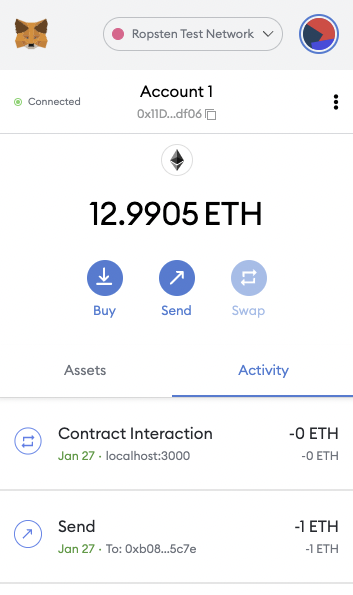 Ropsten Test Network
Connected
Account 1
0x11D...df06
12.9905 ETH
Buy
Send
Swap
Assets
Activity
Contract Interaction
-0 ETH
Jan 27 · localhost:3000
-0 ETH
Send
-1 ETH
Jan 27 · To: 0xb08...5c7e
-1 ETH